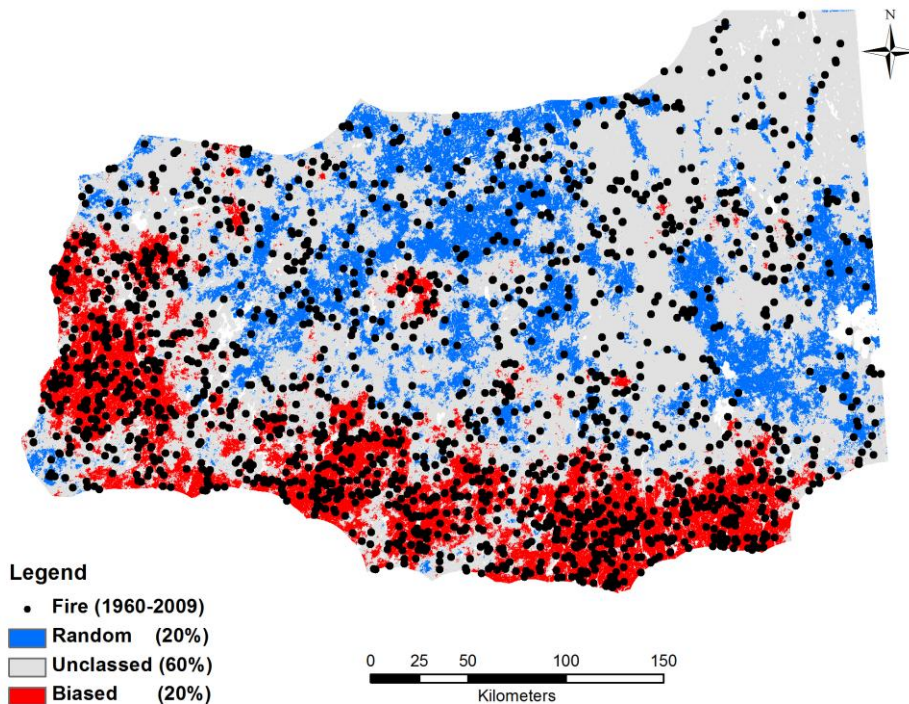 N
Legend
Fire (1960-2009)
Random (20%)
Unclassed (60%)
Biased (20%)
0 25 50 100 150
Kilometers